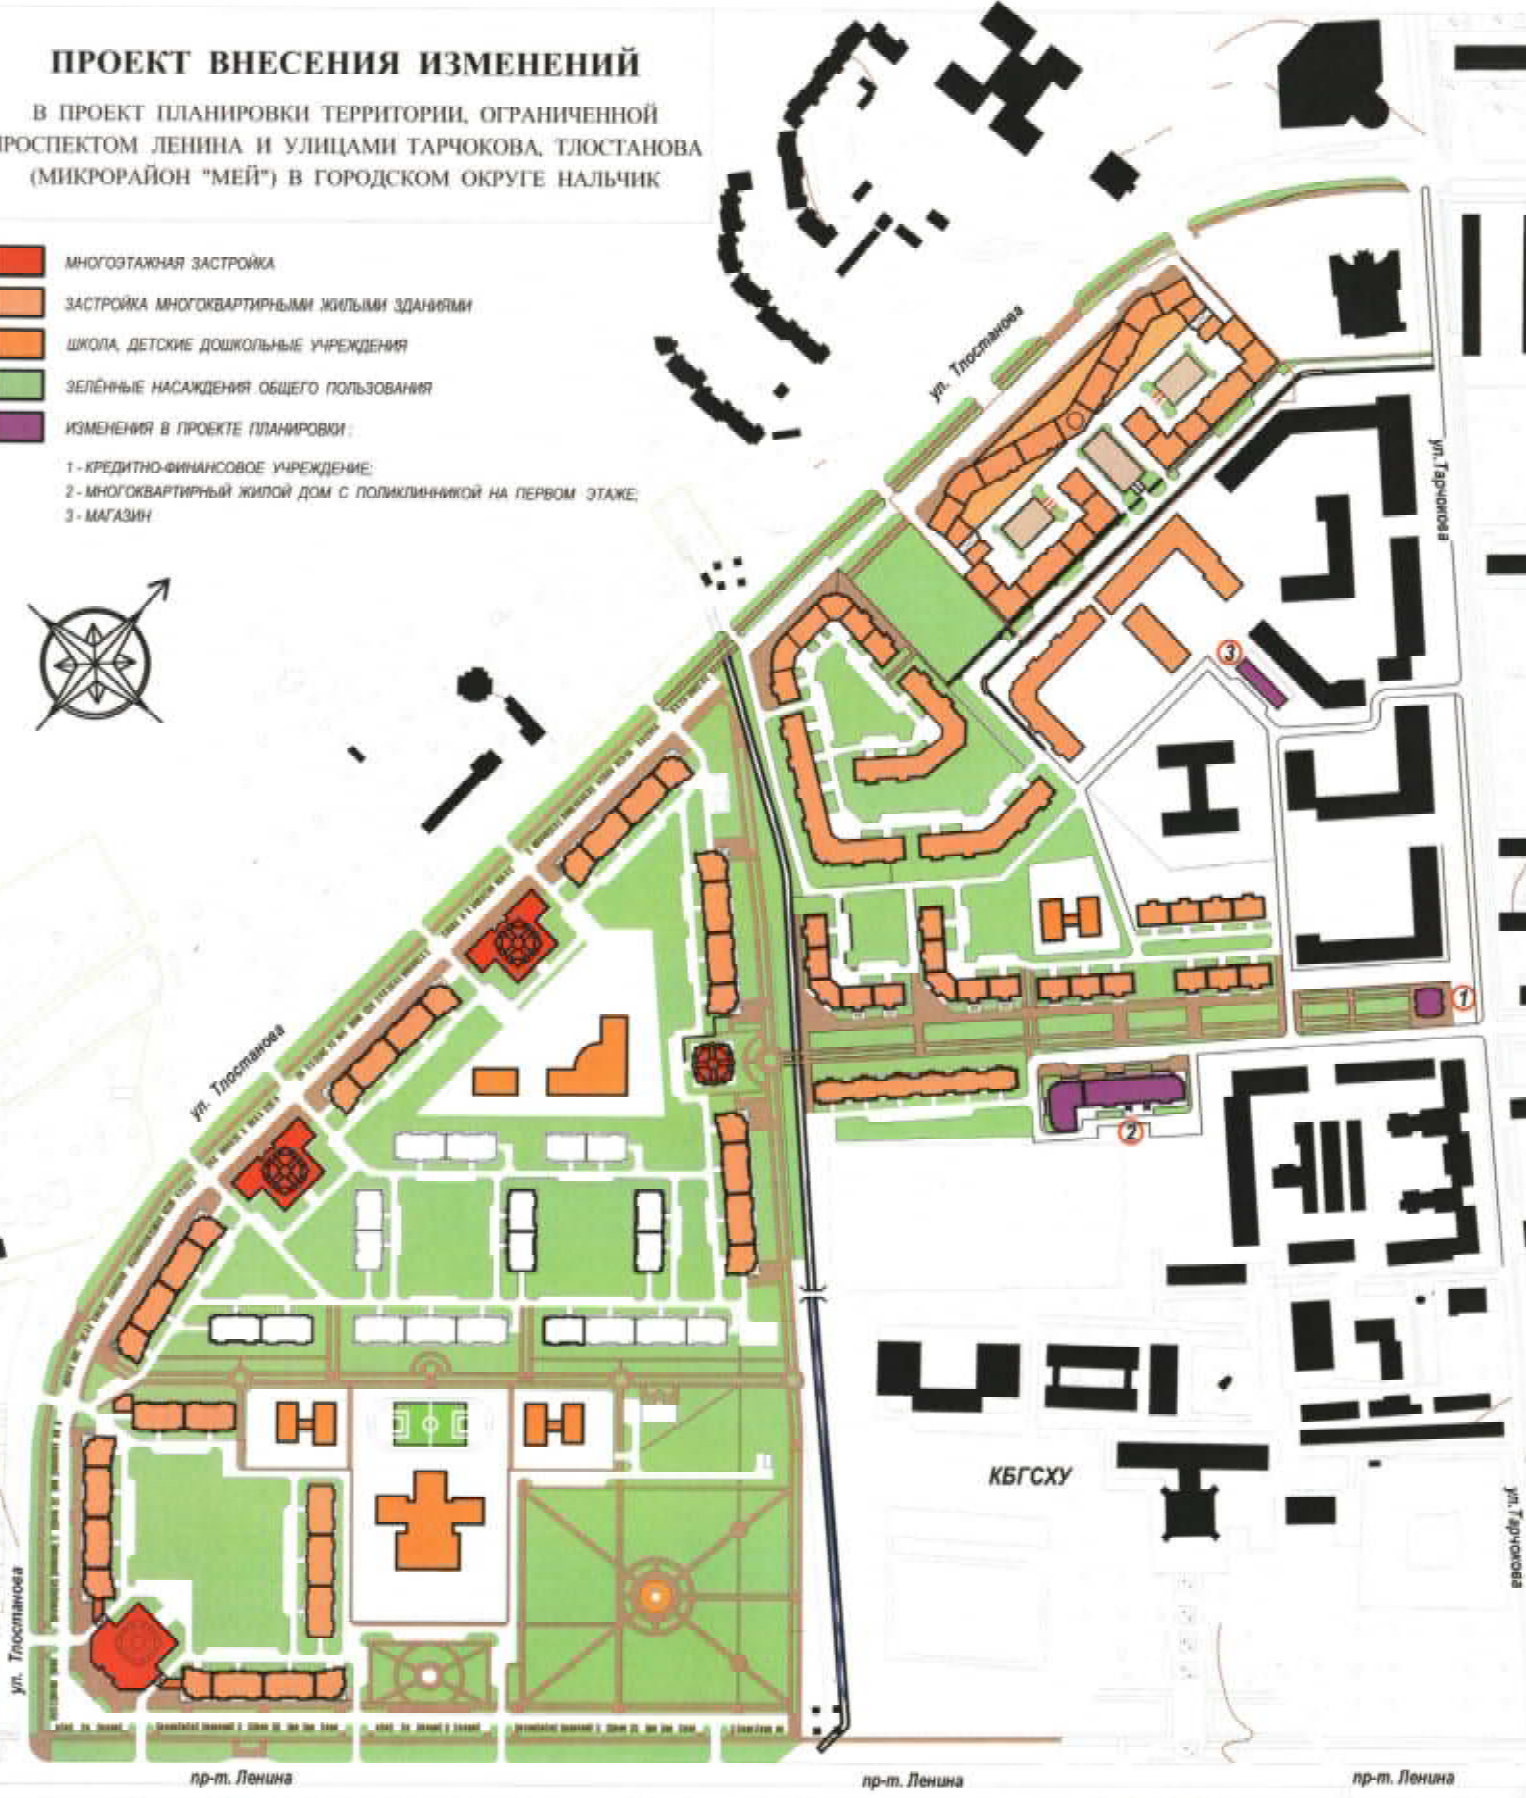 ПРОЕКТ ВНЕСЕНИЯ ИЗМЕНЕНИЙ
В ПРОЕКТ ПЛАНИРОВКИ ТЕРРИТОРИИ, ОГРАНИЧЕННОЙ
ПРОСПЕКТОМ ЛЕНИНА И УЛИЦАМИ ТАРЧОКОВА, ТЛОСТАНОВА
(МИКРОРАЙОН "МЕЙ") В ГОРОДСКОМ ОКРУГЕ НАЛЬЧИК
МНОГОЭТАЖНАЯ ЗАСТРОЙКА
ЗАСТРОЙКА МНОГОКВАРТИРНЫМИ ЖИЛЫМИ ЗДАНИЯМИ
ШКОЛА, ДЕТСКИЕ ДОШКОЛЬНЫЕ УЧРЕЖДЕНИЯ
ЗЕЛЁННЫЕ НАСАЖДЕНИЯ ОБЩЕГО ПОЛЬЗОВАНИЯ
ИЗМЕНЕНИЯ В ПРОЕКТЕ ПЛАНИРОВКИ :
1 - КРЕДИТНО-ФИНАНСОВОЕ УЧРЕЖДЕНИЕ;
2 - МНОГОКВАРТИРНЫЙ ЖИЛОЙ ДОМ С ПОЛИКЛИННИКОЙ НА ПЕРВОМ ЭТАЖЕ;
3 - МАГАЗИН
ул. Тлостанова
ул.Тарчокова
3
1
ул. Тлостанова
2
КБГСХУ
ул.Тарчокова
ул. Тлостанова
пр-т. Ленина
пр-т. Ленина
пр-т. Ленина